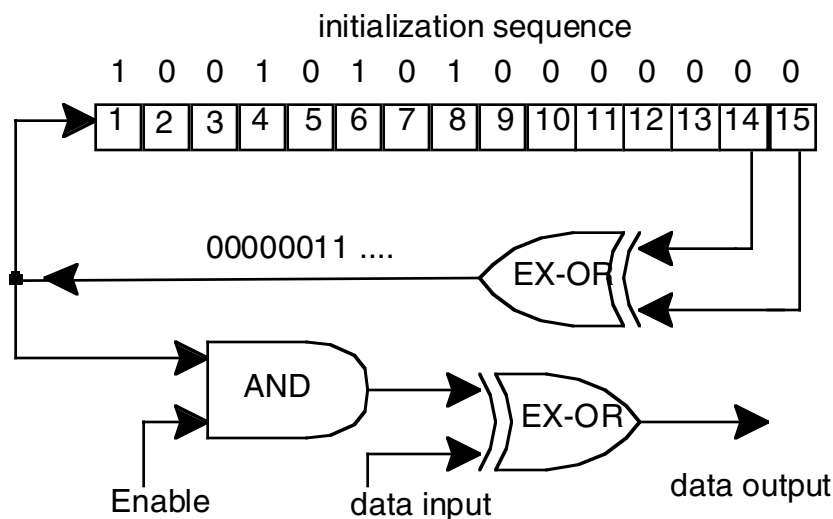 initialization sequence
1 0 0 1 0 1 0 1 0 0 0 0 0 0 0
1 2 3 4 5 6 7 8 9 10 11 12 13 14 15
00000011 ....
EX-OR
AND
EX-OR
Enable
data input
data output